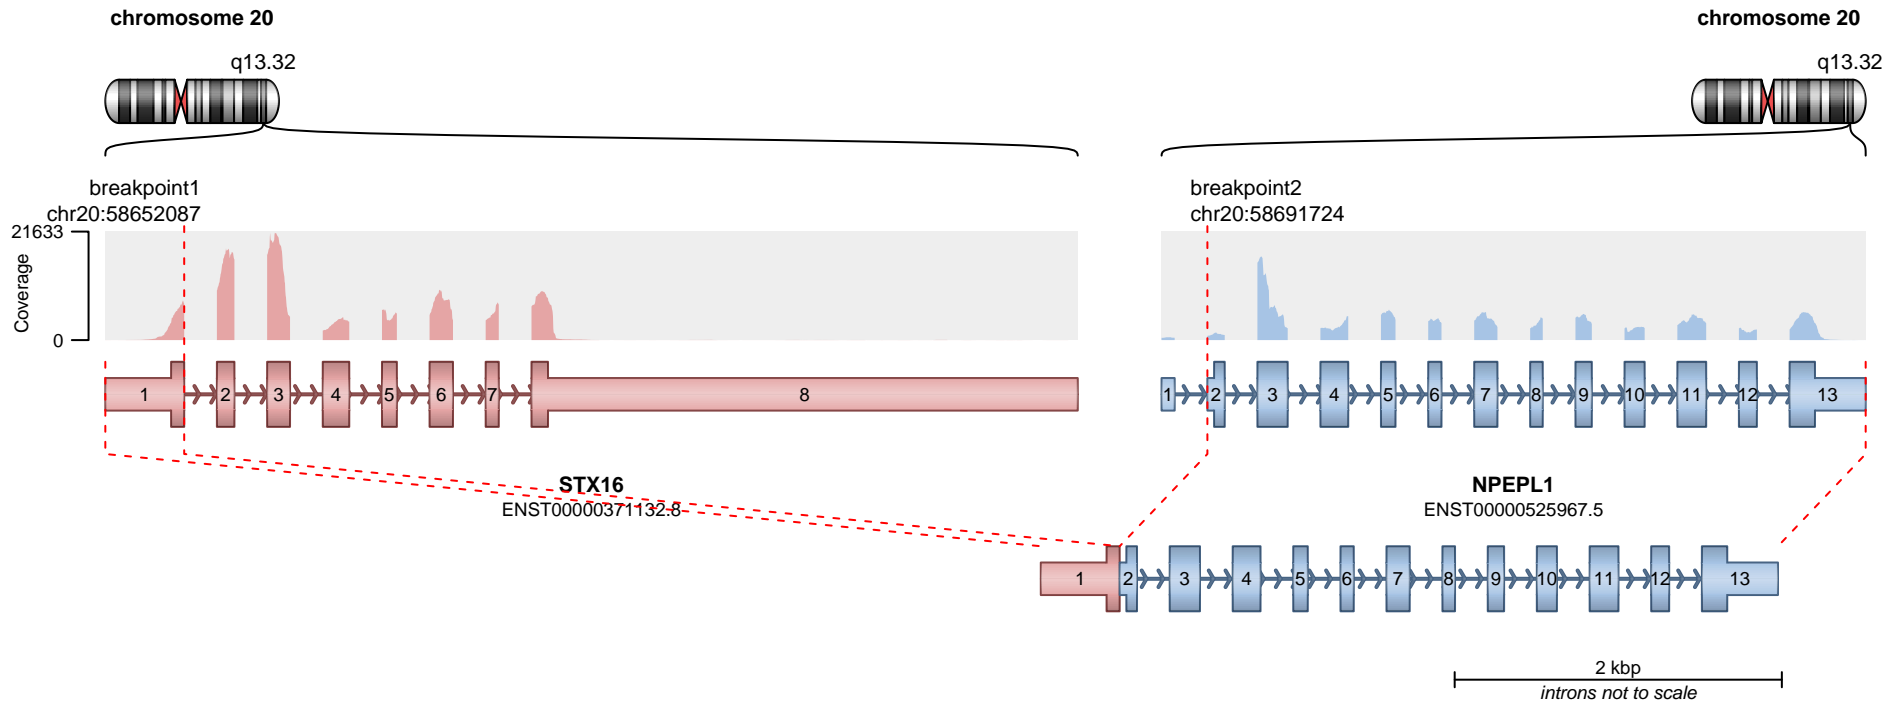 chromosome 20
chromosome 20
q13.32
q13.32
breakpoint1
chr20:58652087
breakpoint2
chr20:58691724
21633
Coverage
0
1 2 3 4 5 6 7 8
1 2 3 4 5 6 7 8 9 10 11 12 13
STX16
ENST00000371132.8
NPEPL1
ENST00000525967.5
1 2 3 4 5 6 7 8 9 10 11 12 13
2 kbp
introns not to scale